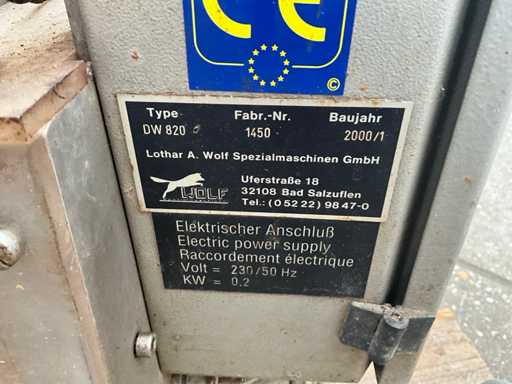 CE
©
Type Fabr.-Nr. Baujahr
DW 820 1450 2000/1
Lothar A. Wolf Spezialmaschinen GmbH
WOLF
Uferstraße 18
32108 Bad Salzuflen
Tel.: (0 52 22) 98 47-0
Elektrischer Anschluß
Electric power supply
Raccordement électrique
Volt = 230/50 Hz
KW = 0.2